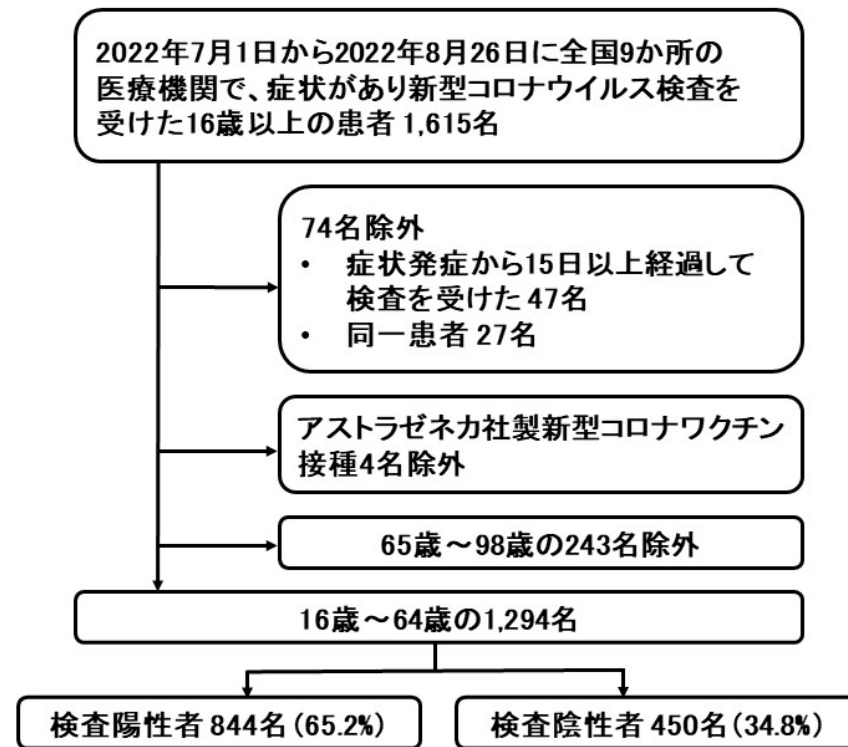 2022年7月1日から2022年8月26日に全国9か所の
医療機関で、症状があり新型コロナウイルス検査を
受けた16歳以上の患者 1,615名
74名除外
• 症状発症から15日以上経過して
検査を受けた 47名
• 同一患者 27名
アストラゼネカ社製新型コロナワクチン
接種4名除外
65歳～98歳の243名除外
16歳～64歳の1,294名
検査陽性者 844名(65.2%)
検査陰性者 450名(34.8%)